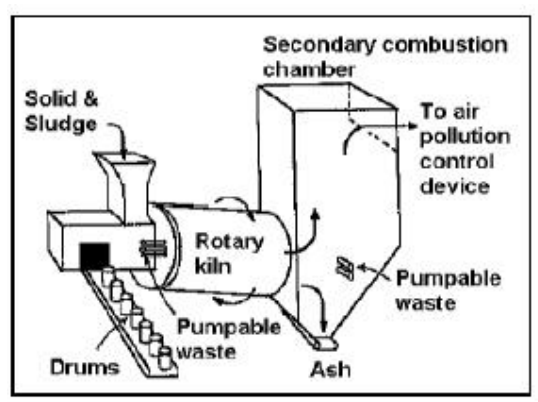 Secondary combustion
chamber
Solid &
Sludge
To air
pollution
control
device
Rotary
kiln
Pumpable
waste
Pumpable
waste
Drums
Ash